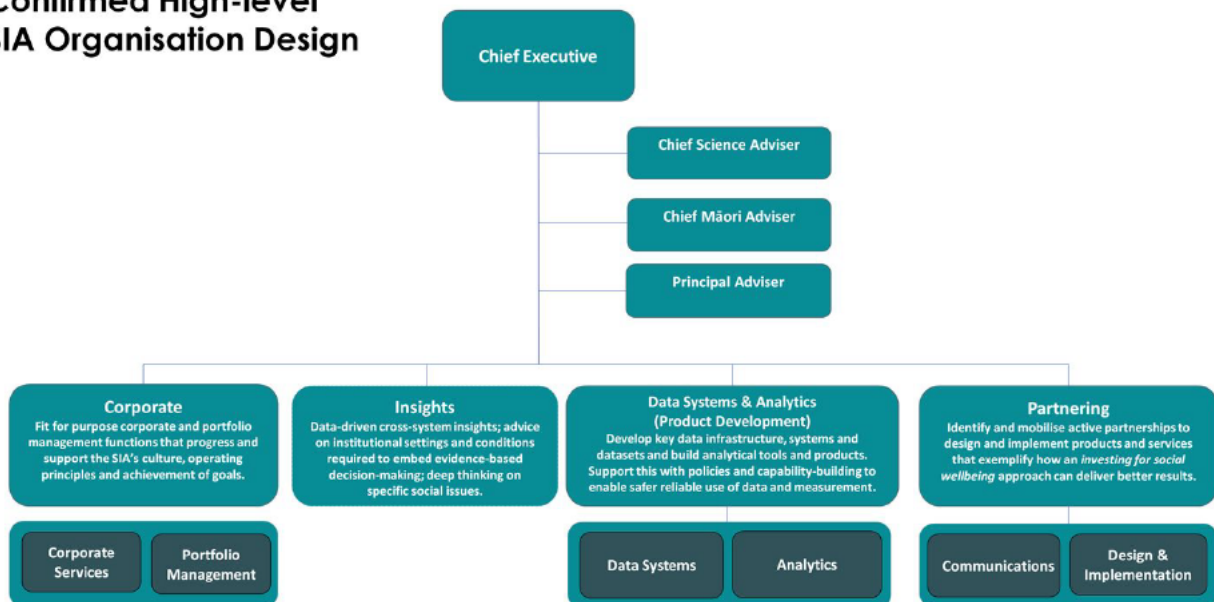 Confirmed High-level
SIA Organisation Design
Chief Executive
Chief Science Adviser
Chief Māori Adviser
Principal Adviser
Corporate
Fit for purpose corporate and portfolio
management functions that progress and
support the SIA's culture, operating
principles and achievement of goals.
Insights
Data-driven cross-system insights; advice
on institutional settings and conditions
required to embed evidence-based
decision-making; deep thinking on
specific social issues.
Data Systems & Analytics
(Product Development)
Develop key data infrastructure, systems and
datasets and build analytical tools and products.
Support this with policies and capability-building to
enable safer reliable use of data and measurement.
Partnering
Identify and mobilise active partnerships to
design and implement products and services
that exemplify how an investing for social
wellbeing approach can deliver better results.
Corporate
Services
Portfolio
Management
Data Systems
Analytics
Communications
Design &
Implementation